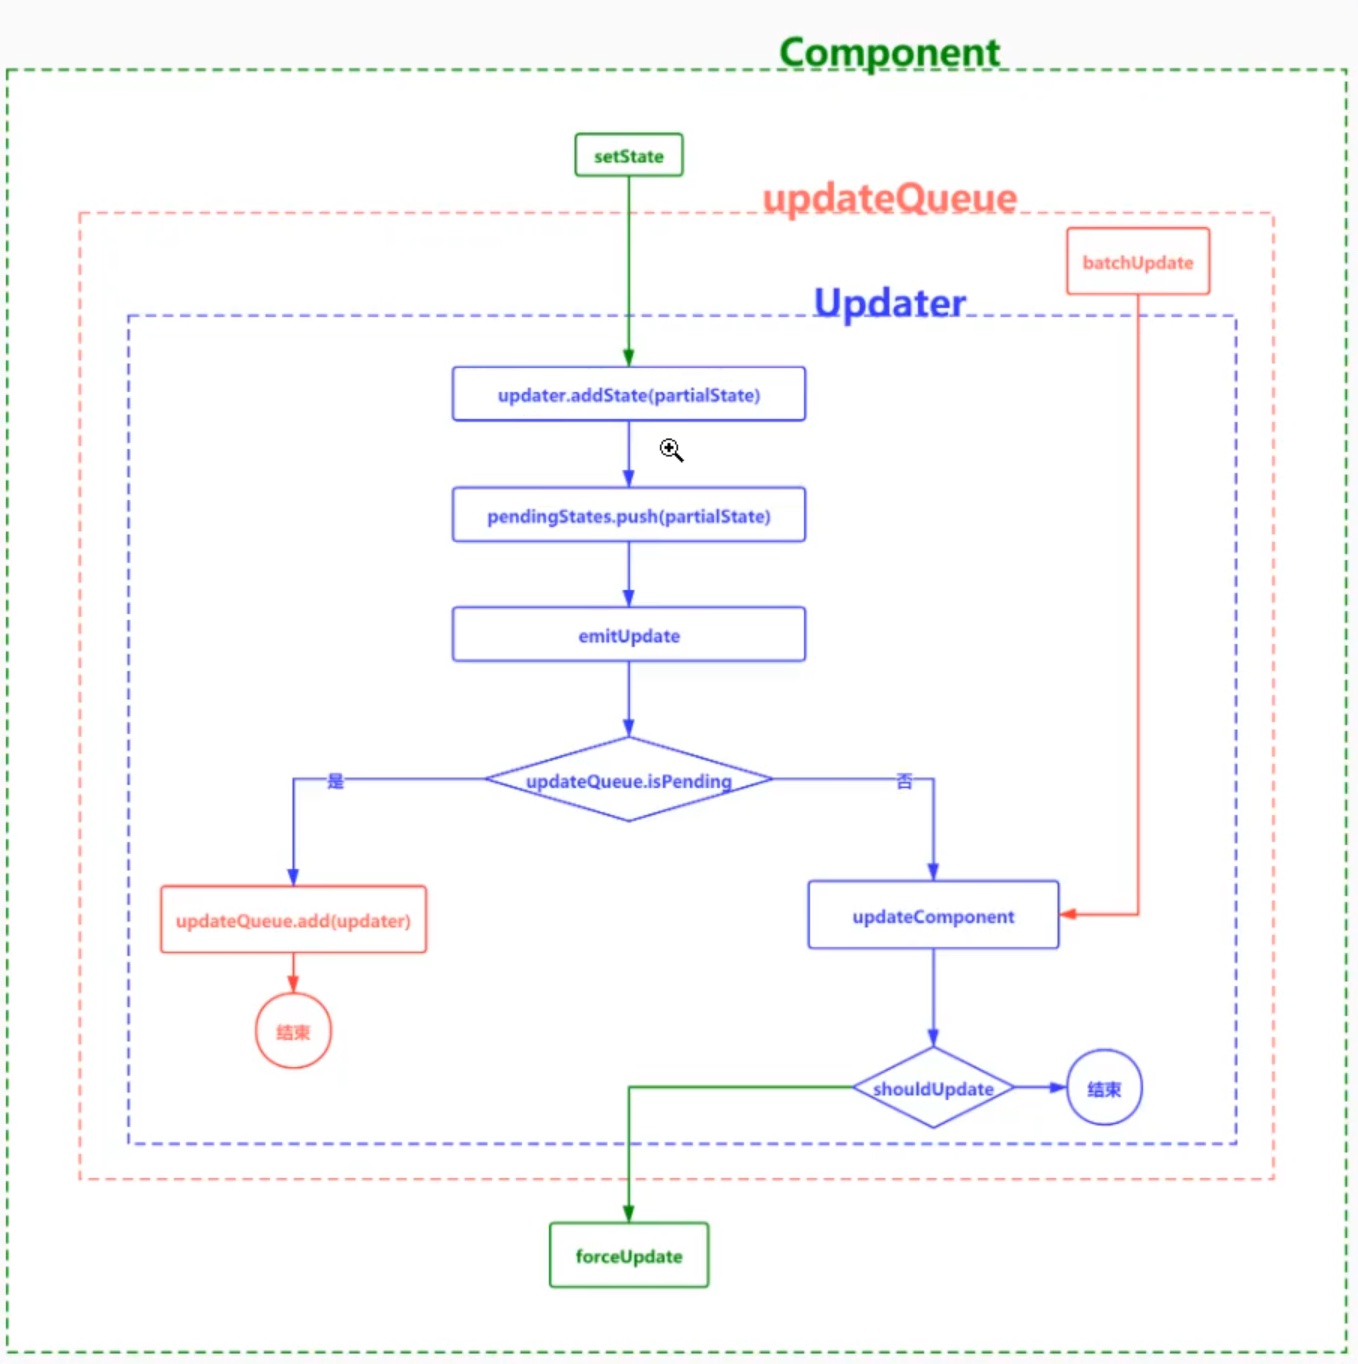 Component
setState
updateQueue
batchUpdate
Updater
updater.addState(partialState)
pendingStates.push(partialState)
emitUpdate
是
updateQueue.isPending
否
updateQueue.add(updater)
updateComponent
结束
shouldUpdate
结束
forceUpdate